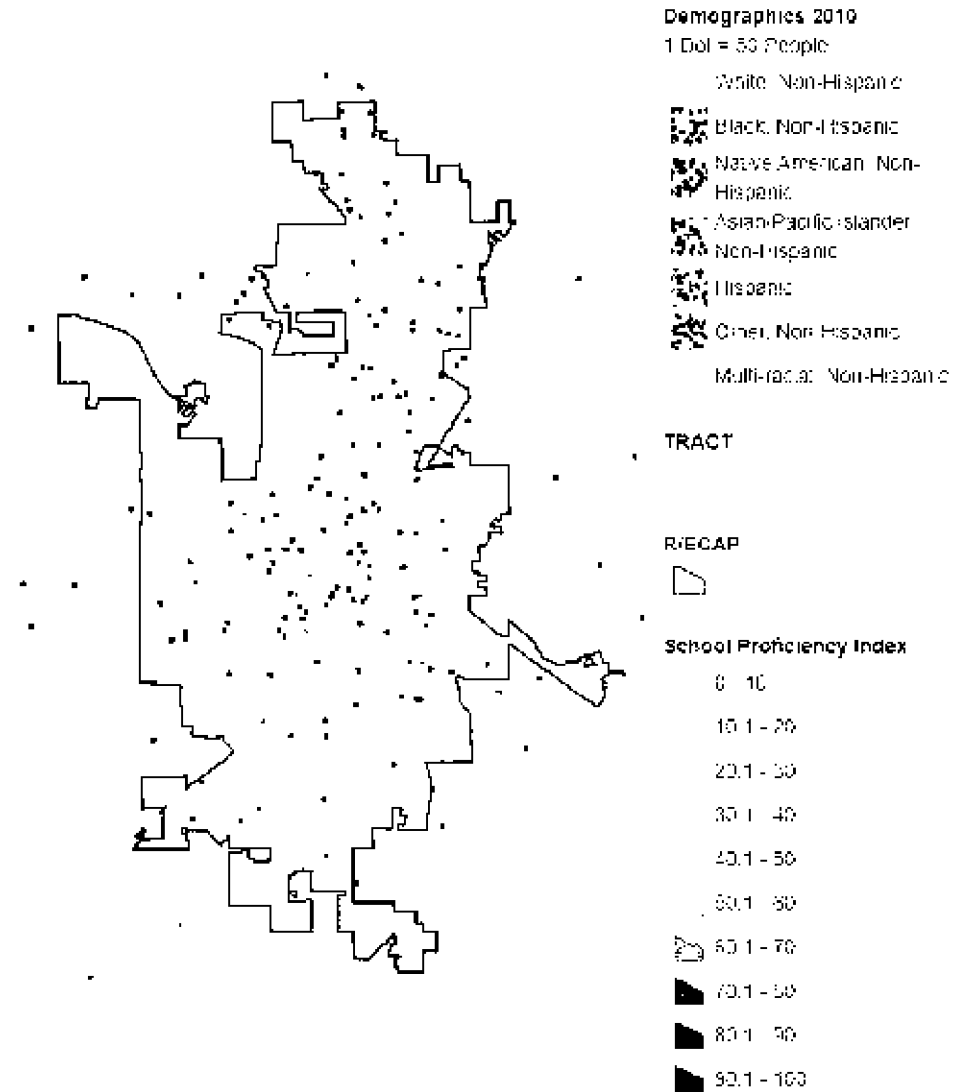 Demographics 2010
1 Dot = 50 People
White, Non-Hispanic
Black, Non-Hispanic
Native American, Non-
Hispanic
Asian/Pacific Islander
Non-Hispanic
Hispanic
Other, Non-Hispanic
Multi-racial, Non-Hispanic
TRACT
R/ECAP
School Proficiency Index
0 - 10
10.1 - 20
20.1 - 30
30.1 - 40
40.1 - 50
50.1 - 60
60.1 - 70
70.1 - 80
80.1 - 90
90.1 - 100